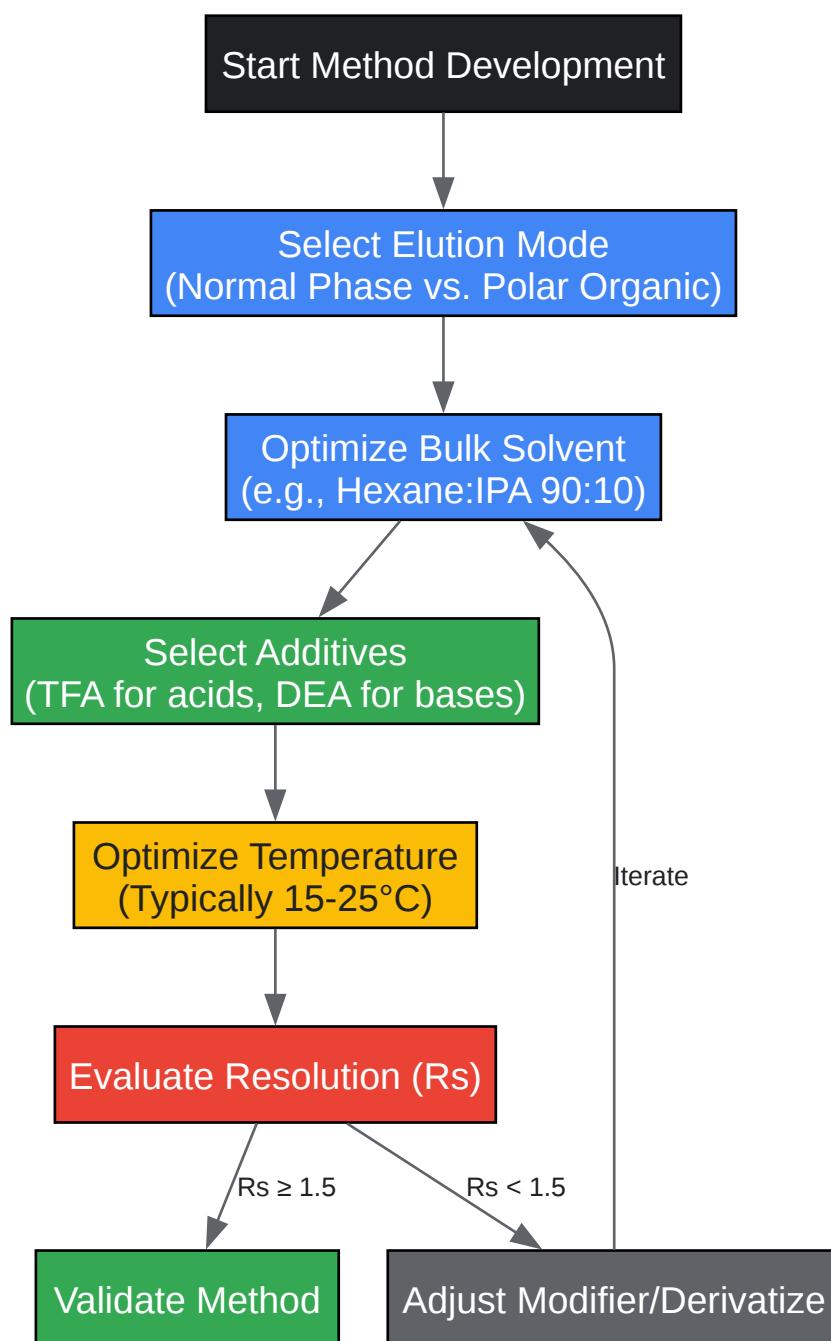 Start Method Development
Select Elution Mode
(Normal Phase vs. Polar Organic)
Optimize Bulk Solvent
(e.g., Hexane:IPA 90:10)
Select Additives
(TFA for acids, DEA for bases)
Optimize Temperature
(Typically 15-25°C)
Iterate
Evaluate Resolution (Rs)
Rs ≥ 1.5
Rs < 1.5
Validate Method
Adjust Modifier/Derivatize